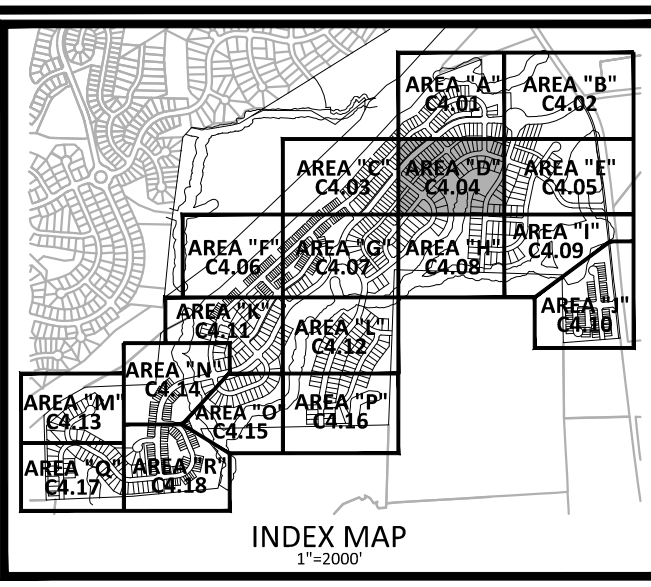 AREA "A"
C4.01
AREA "B"
C4.02
AREA "C"
C4.03
AREA "D"
C4.04
AREA "E"
C4.05
AREA "F"
C4.06
AREA "G"
C4.07
AREA "H"
C4.08
AREA "I"
C4.09
AREA "J"
C4.10
AREA "K"
C4.11
AREA "L"
C4.12
AREA "M"
C4.13
AREA "N"
C4.14
AREA "O"
C4.15
AREA "P"
C4.16
AREA "Q"
C4.17
AREA "R"
C4.18
INDEX MAP
1"=2000'